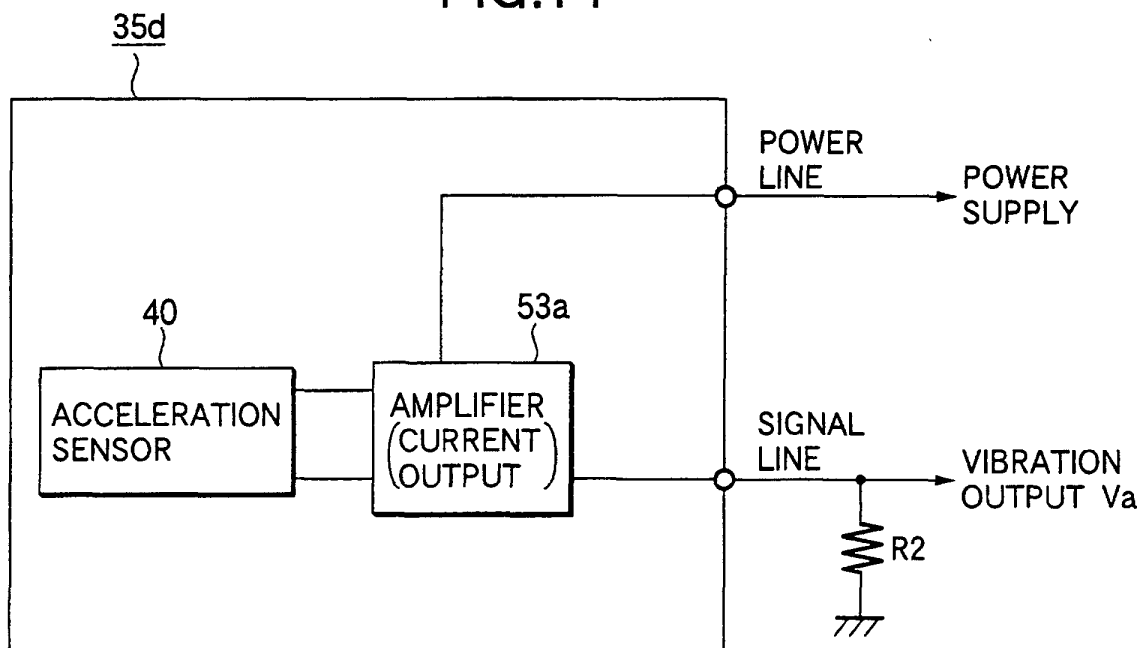 35d
POWER
LINE
POWER
SUPPLY
40
53a
ACCELERATION
SENSOR
AMPLIFIER
(CURRENT
OUTPUT)
SIGNAL
LINE
VIBRATION
OUTPUT Va
R2